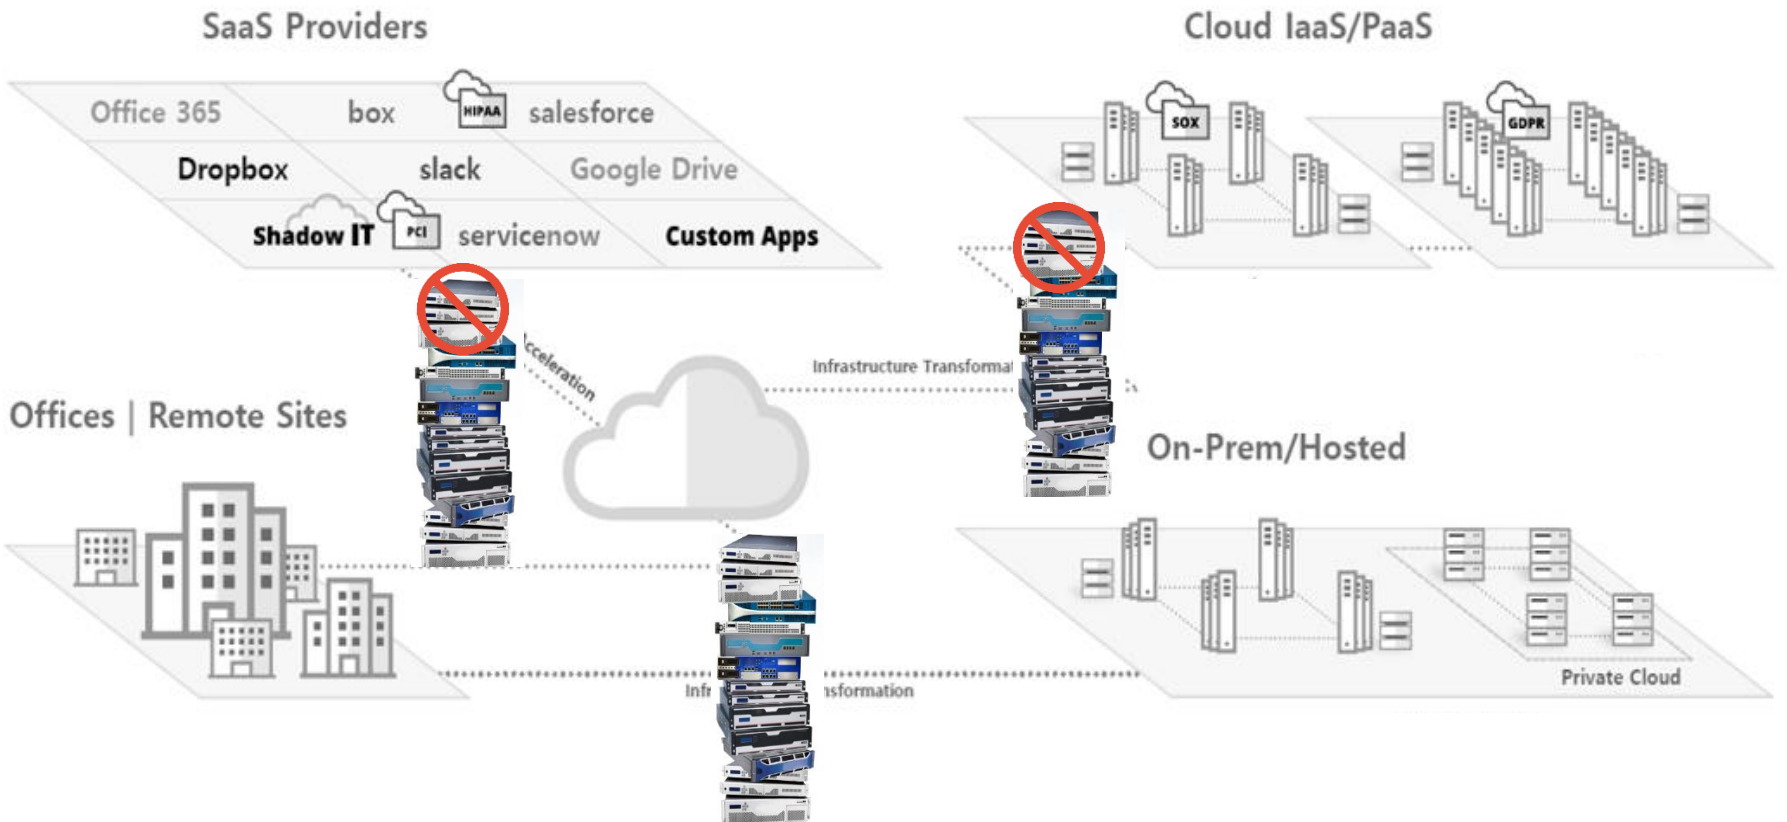 SaaS Providers
Cloud IaaS/PaaS
Office 365
box
HIPAA
salesforce
SOX
GDPR
Dropbox
slack
Google Drive
Shadow IT
PCI
servicenow
Custom Apps
cceleration
Infrastructure Transformat
Offices | Remote Sites
On-Prem/Hosted
Private Cloud
Infr
nsformation